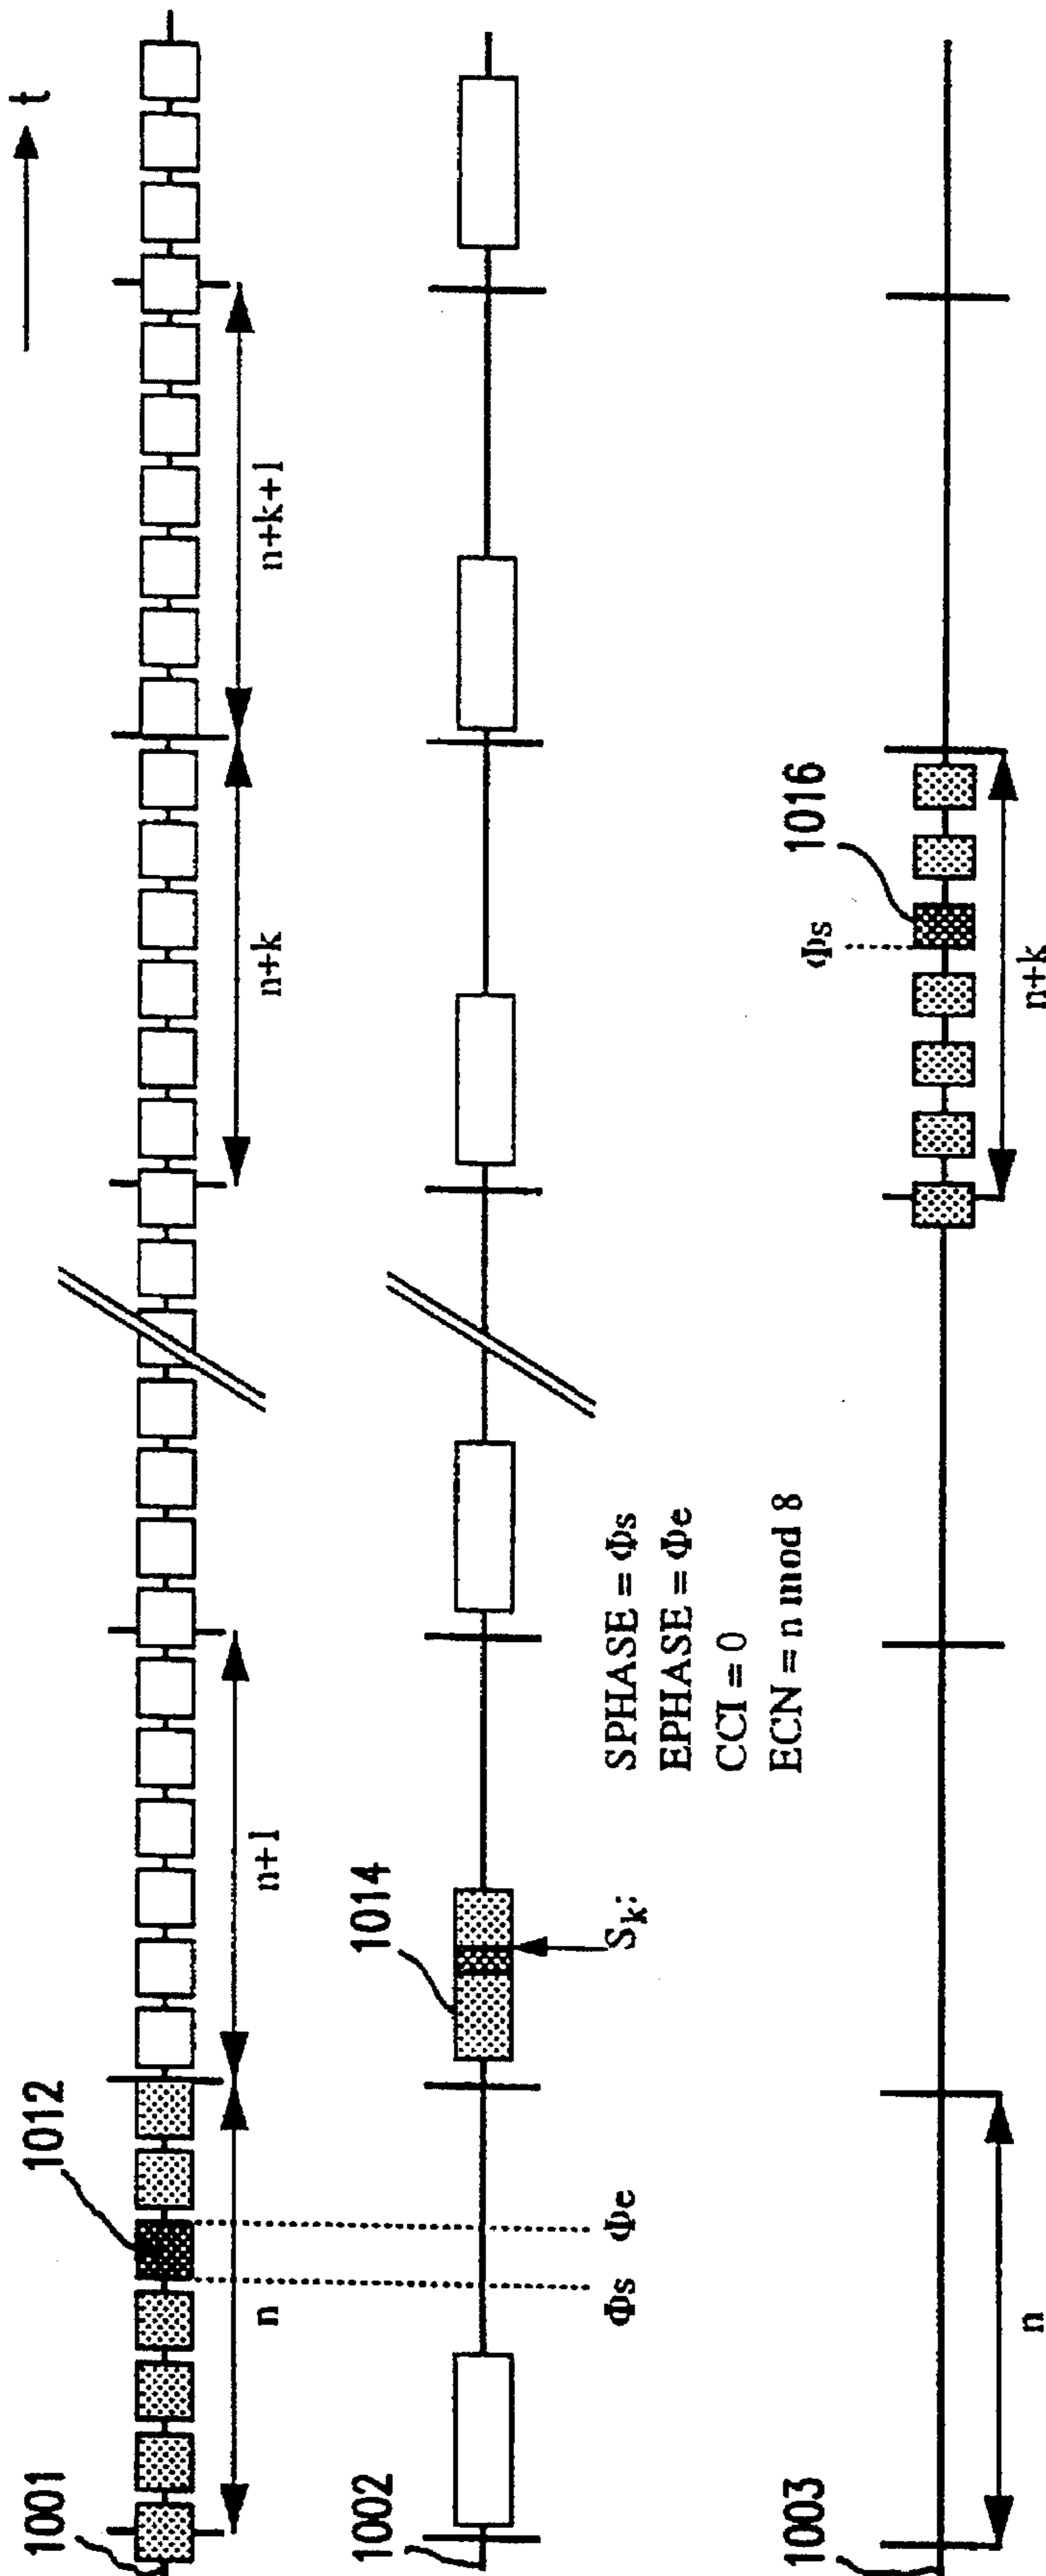 t
1001
1012
n
n+1
n+k
n+k+1
1002
1014
Φs
Φe
Sk:
SPHASE = Φs
EPHASE = Φe
CCI = 0
ECN = n mod 8
1003
1016
Φs
n
n+k